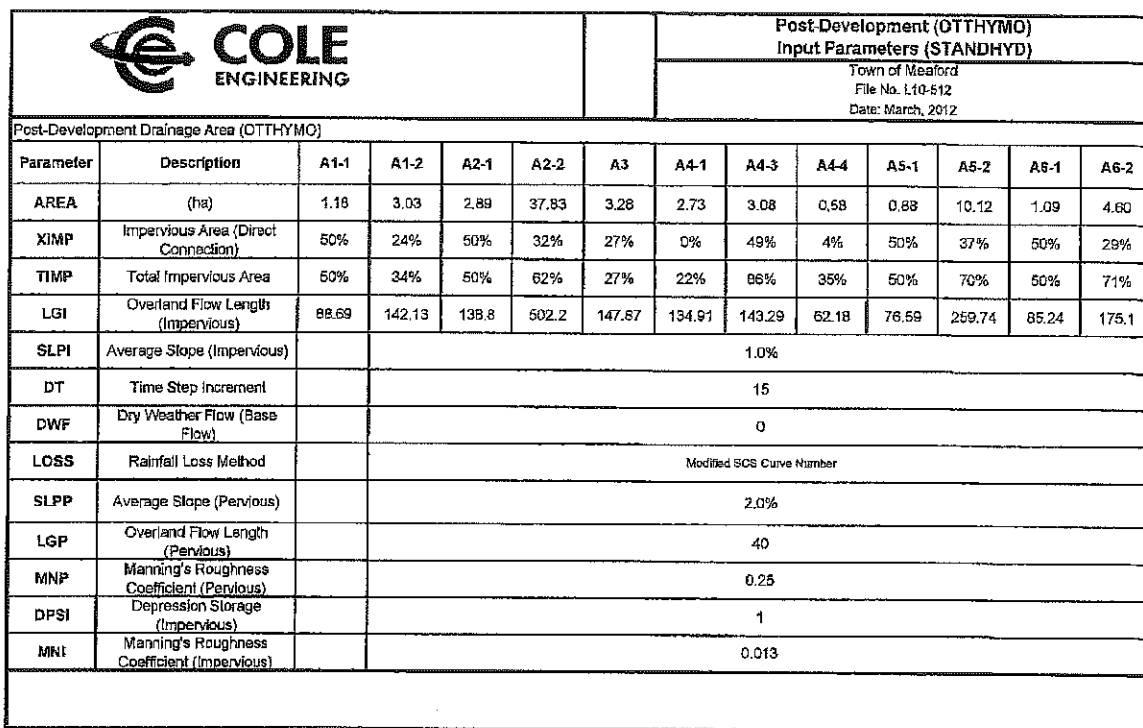 COLE
ENGINEERING
Post-Development (OTTHYMO)
Input Parameters (STANDHYD)
Town of Meaford
File No. L10-512
Date: March, 2012
Post-Development Drainage Area (OTTHYMO)
Parameter Description A1-1 A1-2 A2-1 A2-2 A3 A4-1 A4-3 A4-4 A5-1 A5-2 A6-1 A6-2
AREA (ha) 1.18 3.03 2.89 37.83 3.28 2.73 3.08 0.58 0.88 10.12 1.09 4.60
XIMP Impervious Area (Direct
Connection) 50% 24% 50% 32% 27% 0% 49% 4% 50% 37% 50% 29%
TIMP Total Impervious Area 50% 34% 50% 62% 27% 22% 86% 35% 50% 70% 50% 71%
LGI Overland Flow Length
(Impervious) 88.69 142.13 138.8 502.2 147.87 134.91 143.29 62.18 76.59 259.74 85.24 175.1
SLPI Average Slope (Impervious) 1.0%
DT Time Step Increment 15
DWF Dry Weather Flow (Base
Flow) 0
LOSS Rainfall Loss Method Modified SCS Curve Number
SLPP Average Slope (Pervious) 2.0%
LGP Overland Flow Length
(Pervious) 40
MNP Manning's Roughness
Coefficient (Pervious) 0.25
DPSI Depression Storage
(Impervious) 1
MNI Manning's Roughness
Coefficient (Impervious) 0.013